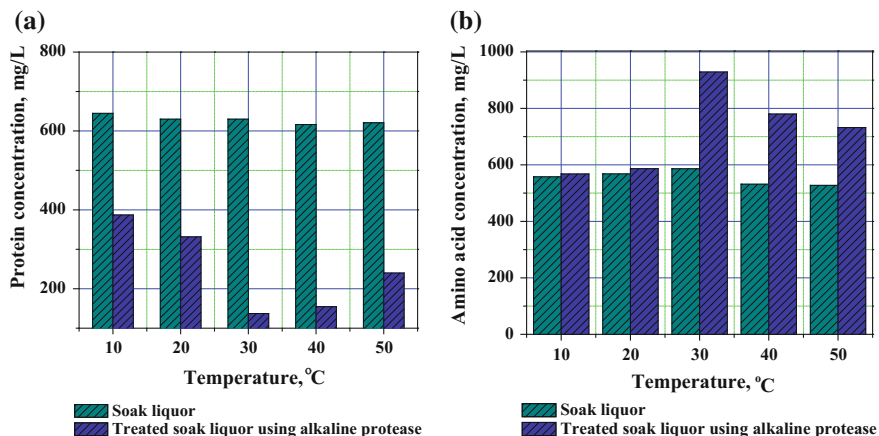 (a)
Protein concentration, mg/L
800
600
400
200
10 20 30 40 50
Temperature, °C
Soak liquor
Treated soak liquor using alkaline protease
(b)
Amino acid concentration, mg/L
1000
800
600
400
200
0
10 20 30 40 50
Temperature, °C
Soak liquor
Treated soak liquor using alkaline protease